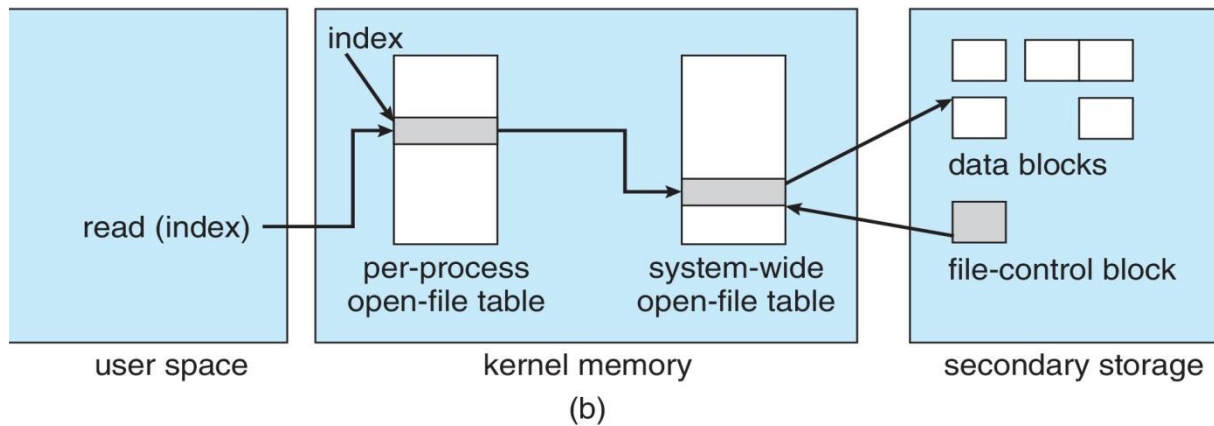 index
read (index)
per-process
open-file table
system-wide
open-file table
data blocks
file-control block
user space
kernel memory
secondary storage
(b)